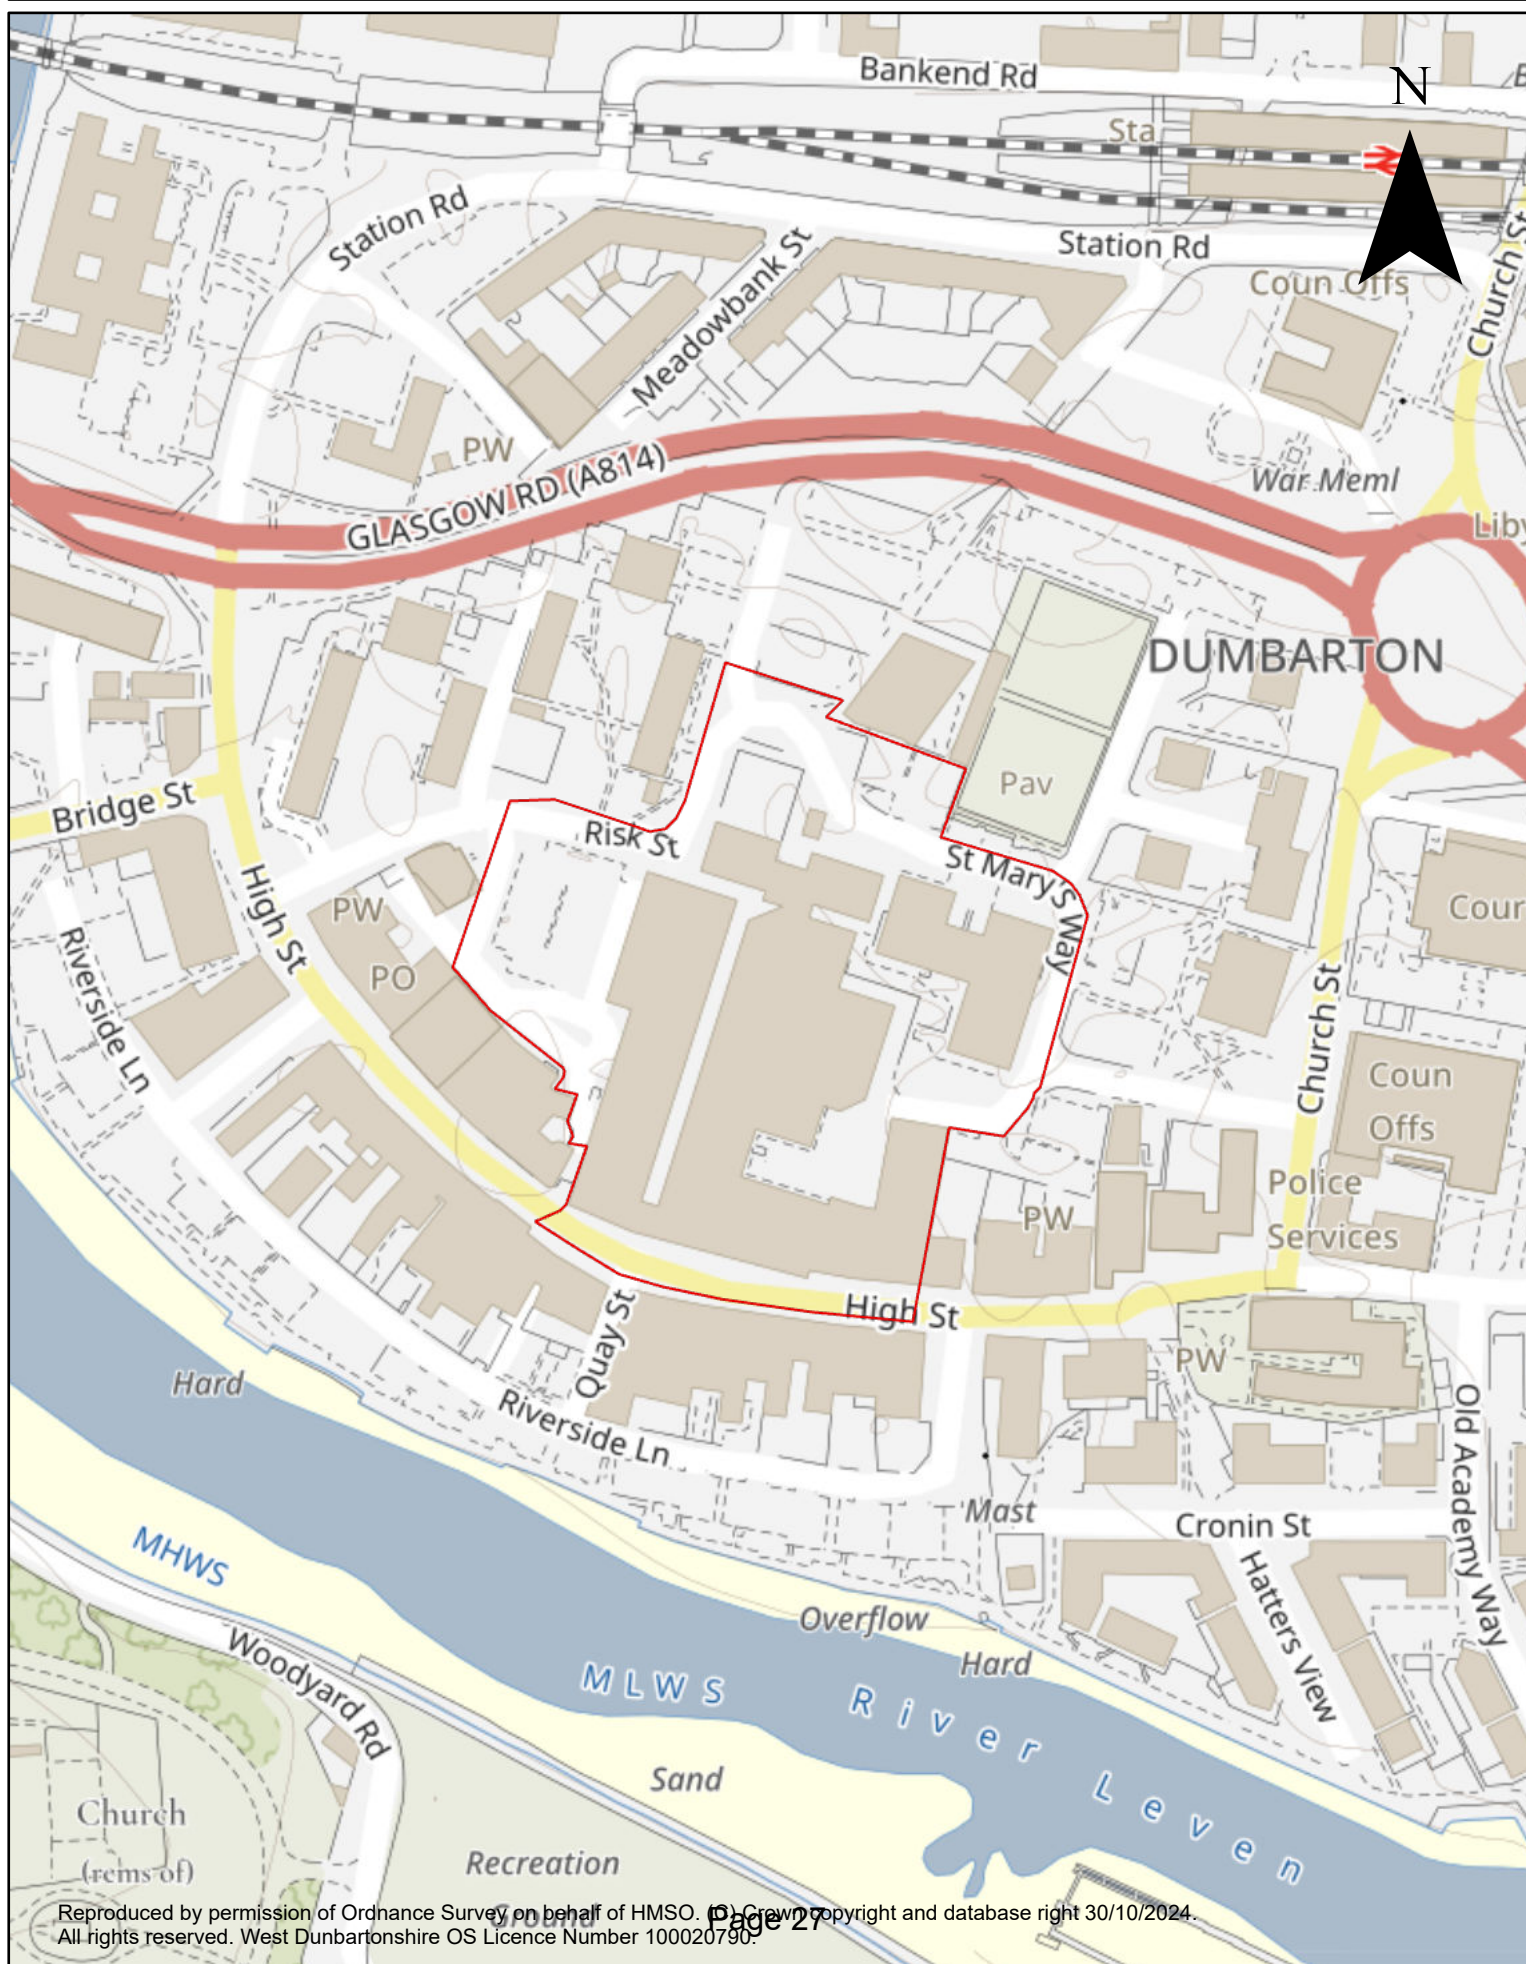 Bankend Rd
N
Sta
Station Rd
Station Rd
Coun Offs
Church St
Meadowbank St
PW
GLASGOW RD (A814)
War Meml
DUMBARTON
Pav
Bridge St
Risk St
St Mary'S Way
High St
PW
PO
Riverside Ln
Church St
Coun
Offs
Police
Services
PW
High St
Quay St
PW
Hard
Riverside Ln
Old Academy Way
Mast
Cronin St
MHWS
Hatters View
Overflow
Hard
Woodyard Rd
MLWS
River Leven
Sand
Church
(rems of)
Recreation
Ground
Reproduced by permission of Ordnance Survey on behalf of HMSO. (C) Crown copyright and database right 30/10/2024.
All rights reserved. West Dunbartonshire OS Licence Number 100020790.
Page 27